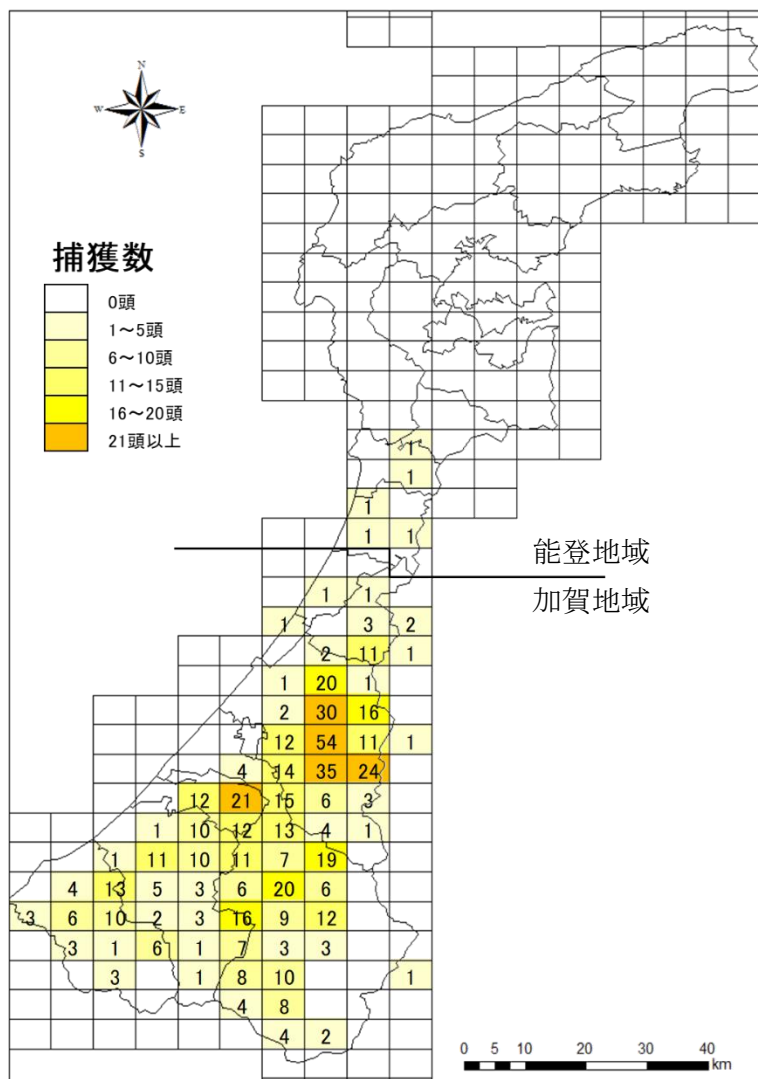 N
W E
S
捕獲数
0頭
1～5頭
6～10頭
11～15頭
16～20頭
21頭以上
1
1
1
1 1
能登地域
加賀地域
1 1
1 3 2
2 11 1
1 20 1
2 30 16
12 54 11 1
4 14 35 24
12 21 15 6 3
1 10 12 13 4 1
1 11 10 11 7 19
4 13 5 3 6 20 6
3 6 10 2 3 16 9 12
3 1 6 1 7 3 3
3 1 8 10 1
4 8
4 2
0 5 10 20 30 40
km